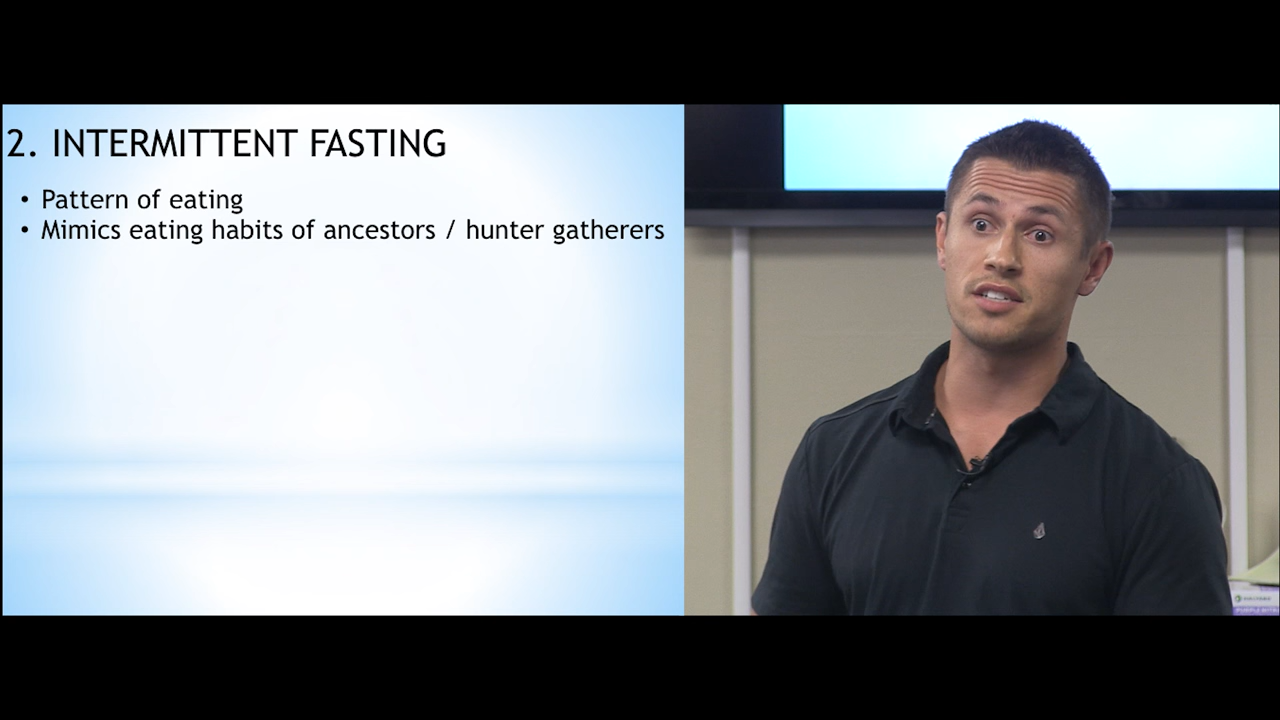 2. INTERMITTENT FASTING
• Pattern of eating
• Mimics eating habits of ancestors / hunter gatherers